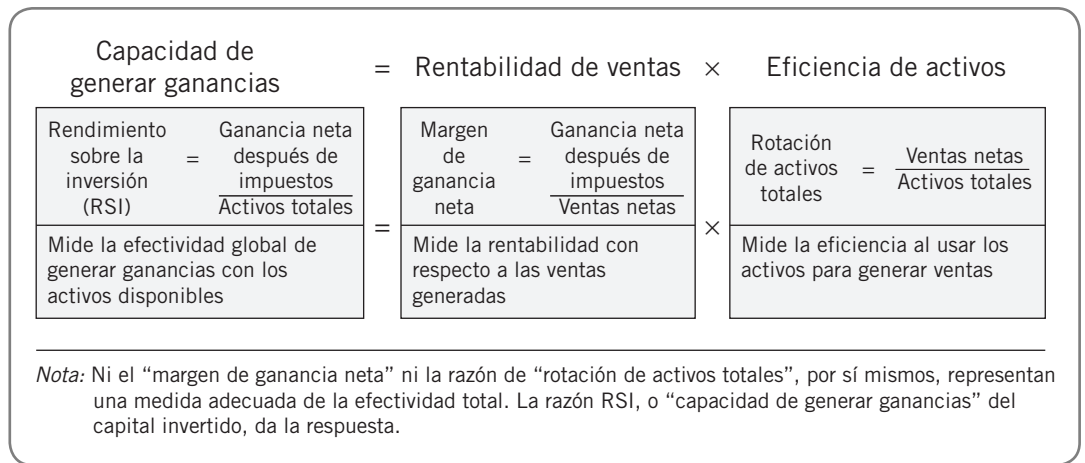 Capacidad de
generar ganancias
= Rentabilidad de ventas × Eficiencia de activos
Rendimiento
sobre la
inversión
(RSI)
=
Ganancia neta
después de
impuestos
Activos totales
Mide la efectividad global de
generar ganancias con los
activos disponibles
=
Margen
de
ganancia
neta
=
Ganancia neta
después de
impuestos
Ventas netas
Mide la rentabilidad con
respecto a las ventas
generadas
×
Rotación
de activos
totales
=
Ventas netas
Activos totales
Mide la eficiencia al usar los
activos para generar ventas
Nota: Ni el “margen de ganancia neta” ni la razón de “rotación de activos totales”, por sí mismos, representan
una medida adecuada de la efectividad total. La razón RSI, o “capacidad de generar ganancias” del
capital invertido, da la respuesta.